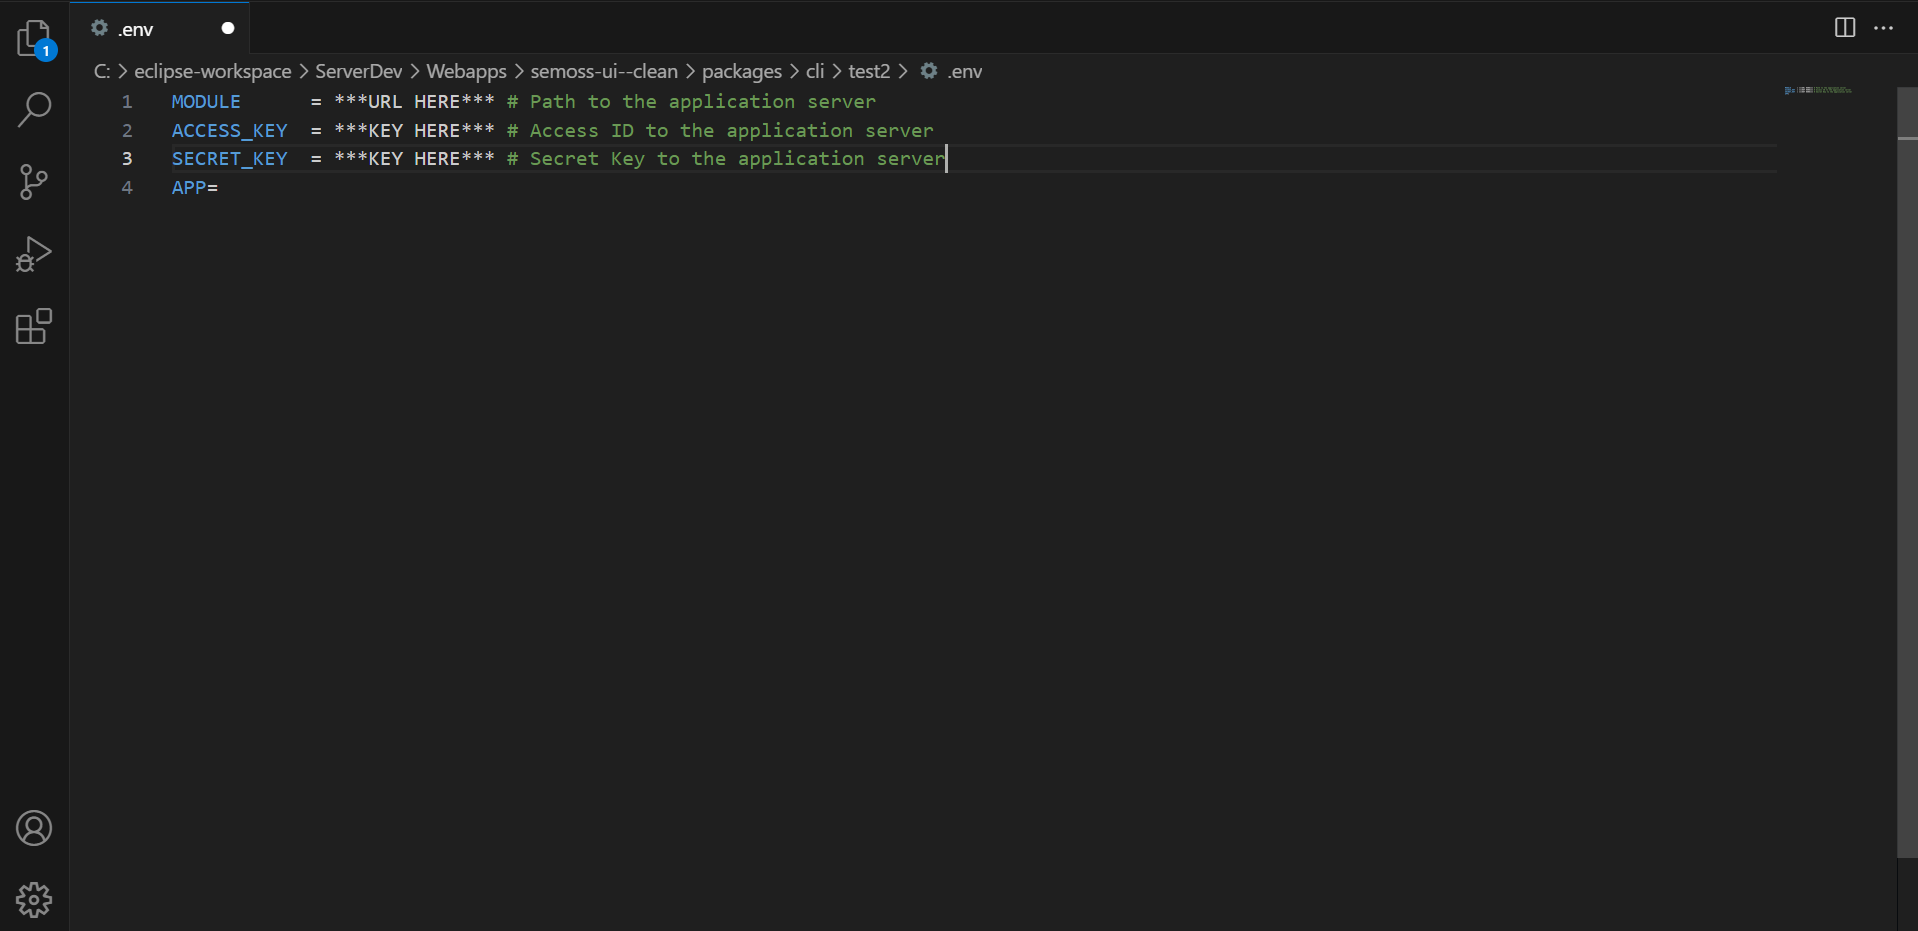 .env
1
C: > eclipse-workspace > ServerDev > Webapps > semoss-ui--clean > packages > cli > test2 > .env
1 MODULE      = ***URL HERE*** # Path to the application server
2 ACCESS_KEY  = ***KEY HERE*** # Access ID to the application server
3 SECRET_KEY  = ***KEY HERE*** # Secret Key to the application server
4 APP=